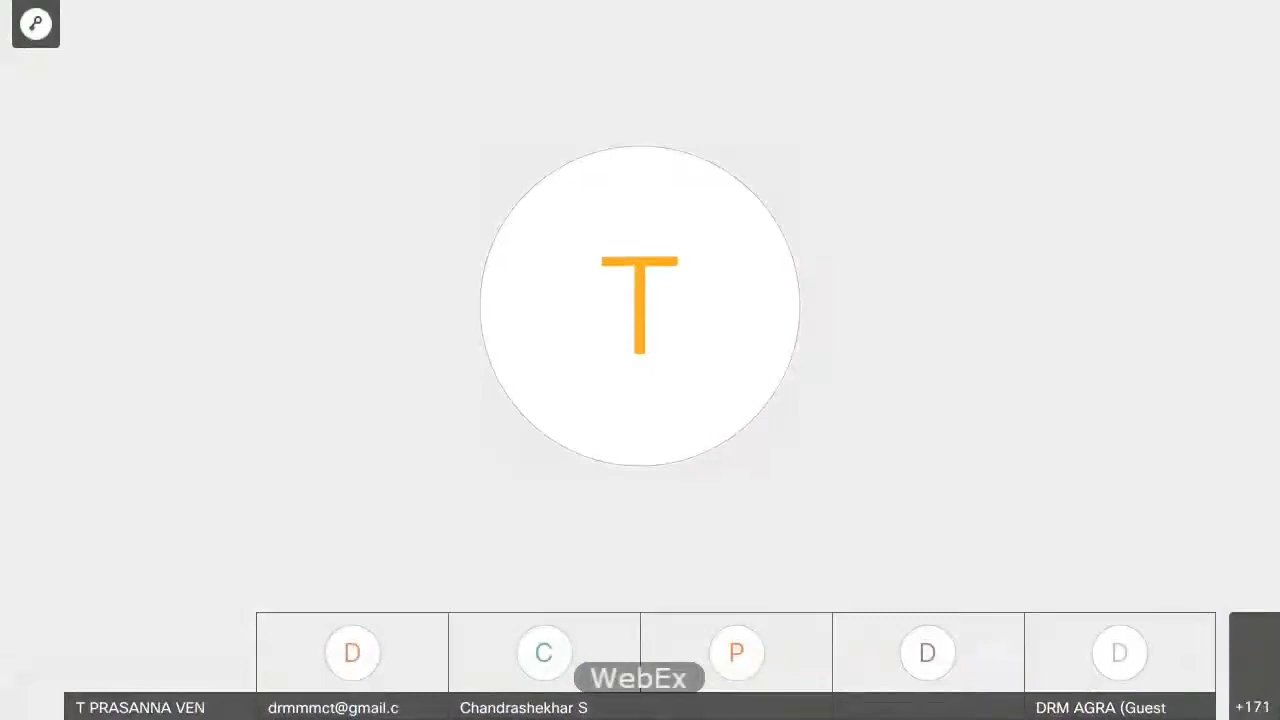 T
D
C
P
D
D
WebEx
T PRASANNA VEN
drmmmct@gmail.c
Chandrashekhar S
DRM AGRA (Guest
+171